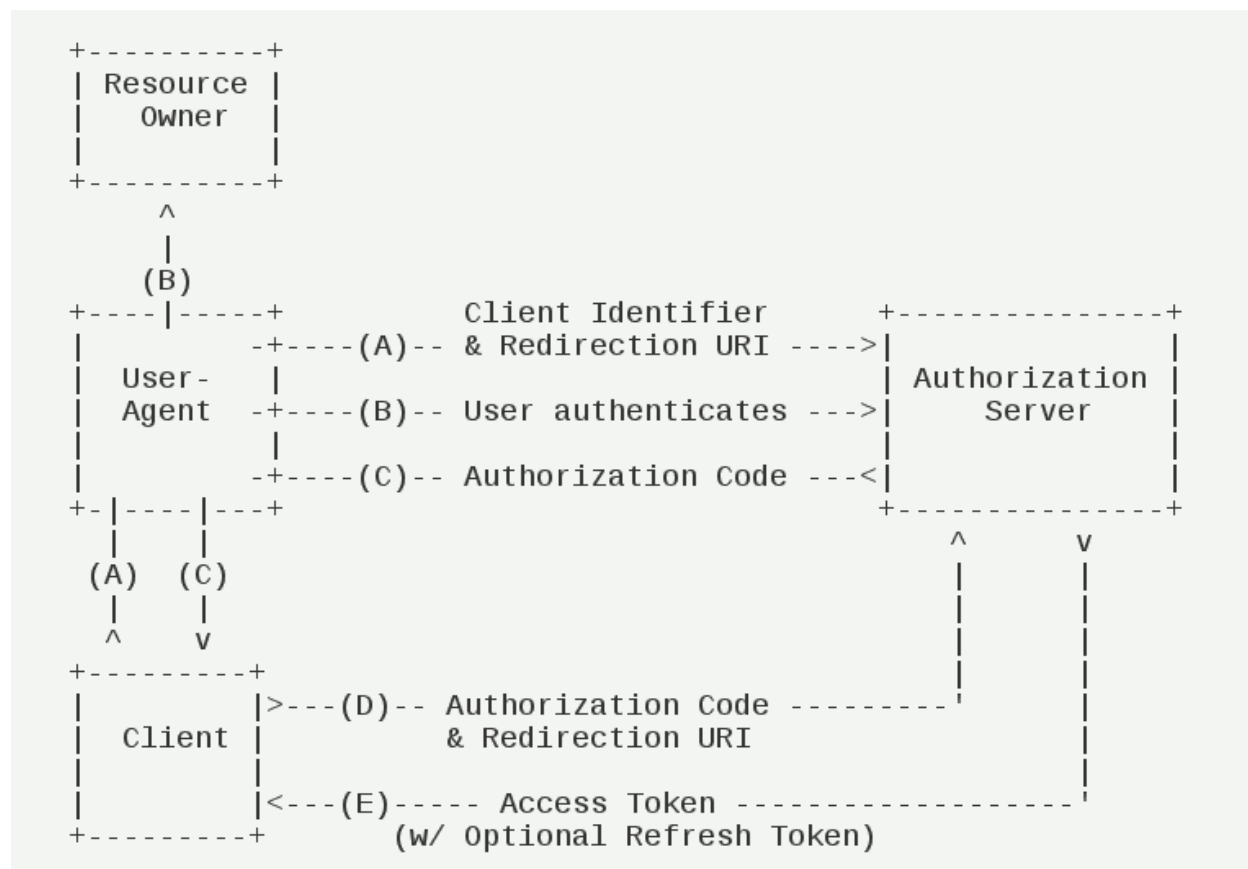 +----------+
| Resource |
|   Owner  |
|          |
+----------+
     ^
     |
    (B)
+----|-----+          Client Identifier      +---------------+
|         -+----(A)-- & Redirection URI ---->|               |
|  User-   |                                 | Authorization |
|  Agent  -+----(B)-- User authenticates --->|     Server    |
|          |                                 |               |
|         -+----(C)-- Authorization Code ---<|               |
+-|----|---+                                 +---------------+
  |    |                                         ^      v
 (A)  (C)                                        |      |
  |    |                                         |      |
  ^    v                                         |      |
+---------+                                      |      |
|         |>---(D)-- Authorization Code ---------'      |
|  Client |          & Redirection URI                  |
|         |                                             |
|         |<---(E)----- Access Token -------------------'
+---------+       (w/ Optional Refresh Token)